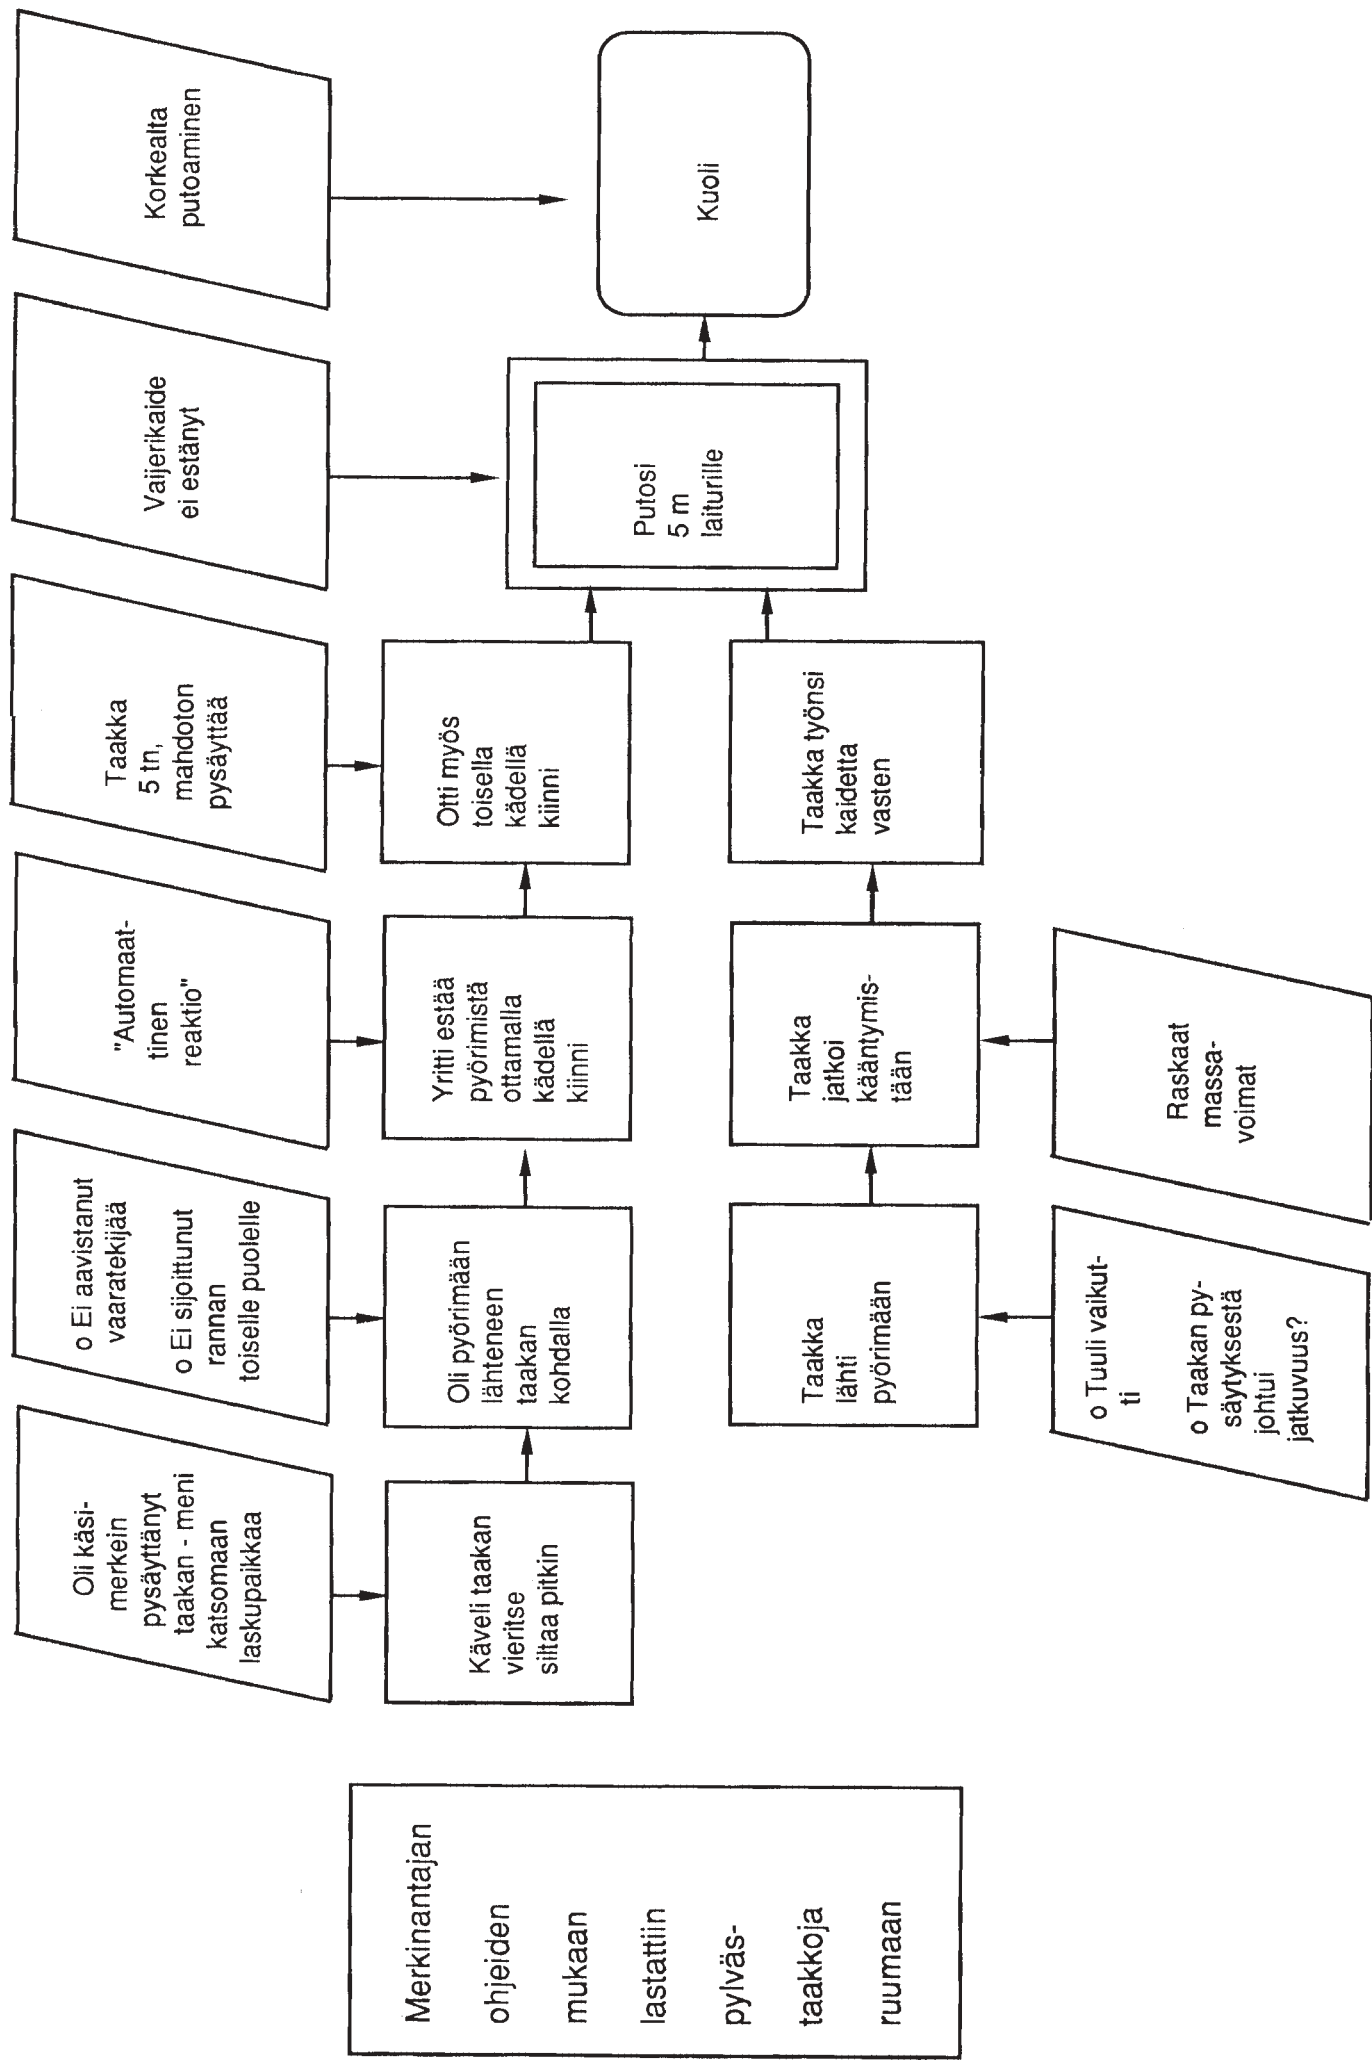 Merkinantajan
ohjeiden
mukaan
lastattiin
pylväs-
taakkoja
ruumaan
Oli käsi-
merkein
pysäyttänyt
taakan - meni
katsomaan
laskupaikkaa
o Ei aavistanut
vaaratekijää
o Ei sijoittunut
rannan
toiselle puolelle
"Automaat-
tinen
reaktio"
Taakka
5 tn,
mahdoton
pysäyttää
Vaijerikaide
ei estänyt
Korkealta
putoaminen
Käveli taakan
vieritse
siltaa pitkin
Oli pyörimään
lähteneen
taakan
kohdalla
Yritti estää
pyörimistä
ottamalla
kädellä
kiinni
Otti myös
toisella
kädellä
kiinni
Putosi
5 m
laiturille
Kuoli
Taakka
lähti
pyörimään
Taakka
jatkoi
kääntymis-
tään
Taakka työnsi
kaidetta
vasten
o Tuuli vaikut-
ti
o Taakan py-
säytyksestä
johtui
jatkuvuus?
Raskaat
massa-
voimat